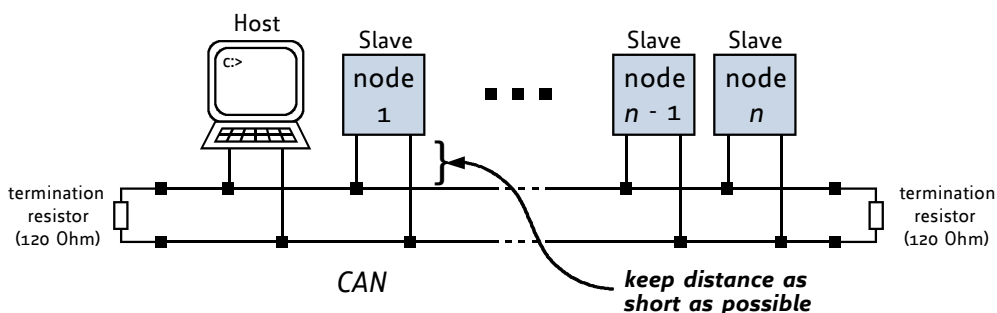 Host
c:>
Slave
node
1
Slave
node
n - 1
Slave
node
n
termination
resistor
(120 Ohm)
termination
resistor
(120 Ohm)
CAN
keep distance as
short as possible